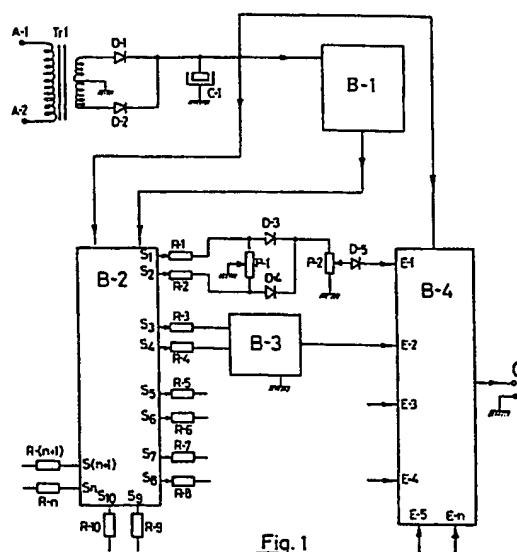 A-1
Tr1
D-1
A-2
D-2
C-1
B-1
B-2
S1
R-1
D-3
D-5
P-1
P-2
S2
R-2
D-4
E-1
B-4
S3
R-3
B-3
E-2
S4
R-4
S5
R-5
S6
R-6
E-3
S7
R-7
S8
R-8
E-4
R-(n+1)
S(n+1)
Sn
R-n
S10
S9
R-10
R-9
E-5
E-n
Fig. 1